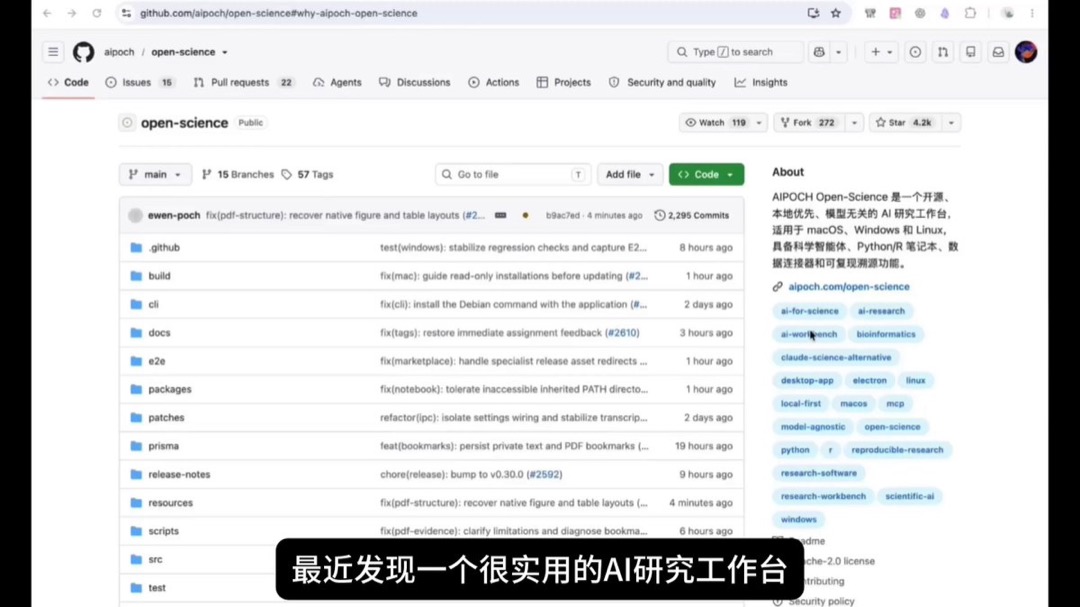 github.com/aipoch/open-science#why-aipoch-open-science
aipoch / open-science
Type / to search
Code
Issues 15
Pull requests 22
Agents
Discussions
Actions
Projects
Security and quality
Insights
open-science Public
Watch 119
Fork 272
Star 4.2k
main
15 Branches
57 Tags
Go to file T
Add file
Code
ewen-poch fix(pdf-structure): recover native figure and table layouts (#2... b9ac7ed · 4 minutes ago 2,295 Commits
.github test(windows): stabilize regression checks and capture E2... 8 hours ago
build fix(mac): guide read-only installations before updating (#2... 1 hour ago
cli fix(cli): install the Debian command with the application (#... 2 days ago
docs fix(tags): restore immediate assignment feedback (#2610) 3 hours ago
e2e fix(marketplace): handle specialist release asset redirects ... 1 hour ago
packages fix(notebook): tolerate inaccessible inherited PATH directo... 1 hour ago
patches refactor(ipc): isolate settings wiring and stabilize transcrip... 2 days ago
prisma feat(bookmarks): persist private text and PDF bookmarks (... 19 hours ago
release-notes chore(release): bump to v0.30.0 (#2592) 9 hours ago
resources fix(pdf-structure): recover native figure and table layouts (... 4 minutes ago
scripts fix(pdf-evidence): clarify limitations and diagnose bookma... 6 hours ago
src
test
About
AIPOCH Open-Science 是一个开源、
本地优先、模型无关的 AI 研究工作台,
适用于 macOS、Windows 和 Linux,
具备科学智能体、Python/R 笔记本、数
据连接器和可复现溯源功能。
aipoch.com/open-science
ai-for-science ai-research
ai-workbench bioinformatics
claude-science-alternative
desktop-app electron linux
local-first macos mcp
model-agnostic open-science
python r reproducible-research
research-software
research-workbench scientific-ai
windows
license
Security policy
最近发现一个很实用的AI研究工作台